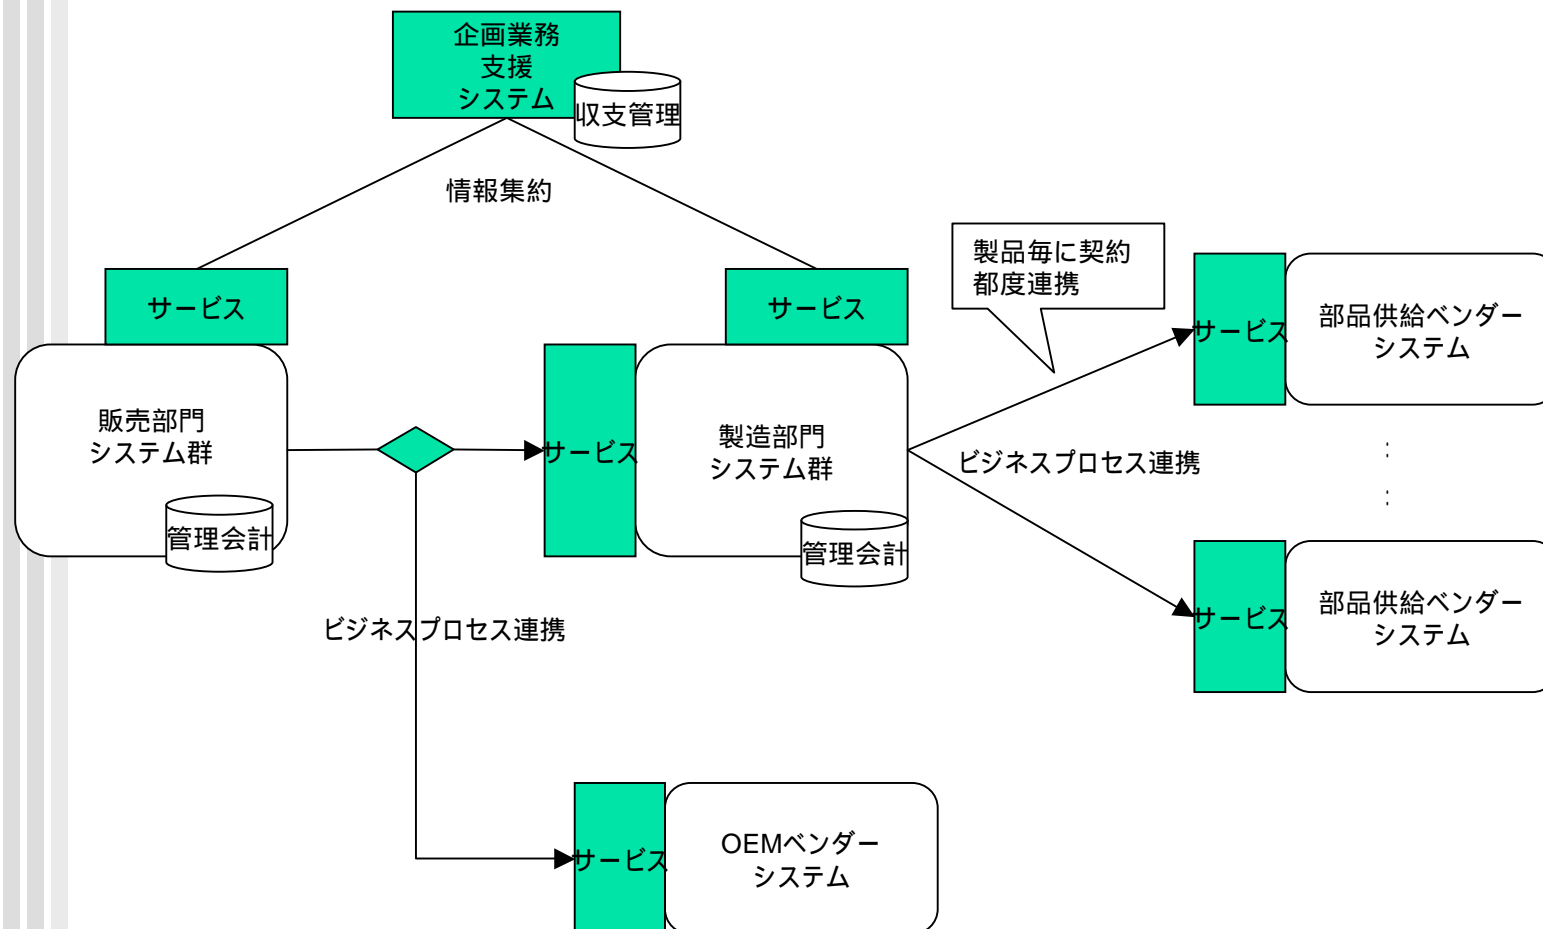 企画業務
支援
システム
収支管理
情報集約
製品毎に契約
都度連携
サービス
サービス
サービス
部品供給ベンダー
システム
販売部門
システム群
サービス
製造部門
システム群
ビジネスプロセス連携
:
:
管理会計
管理会計
サービス
部品供給ベンダー
システム
ビジネスプロセス連携
サービス
OEMベンダー
システム